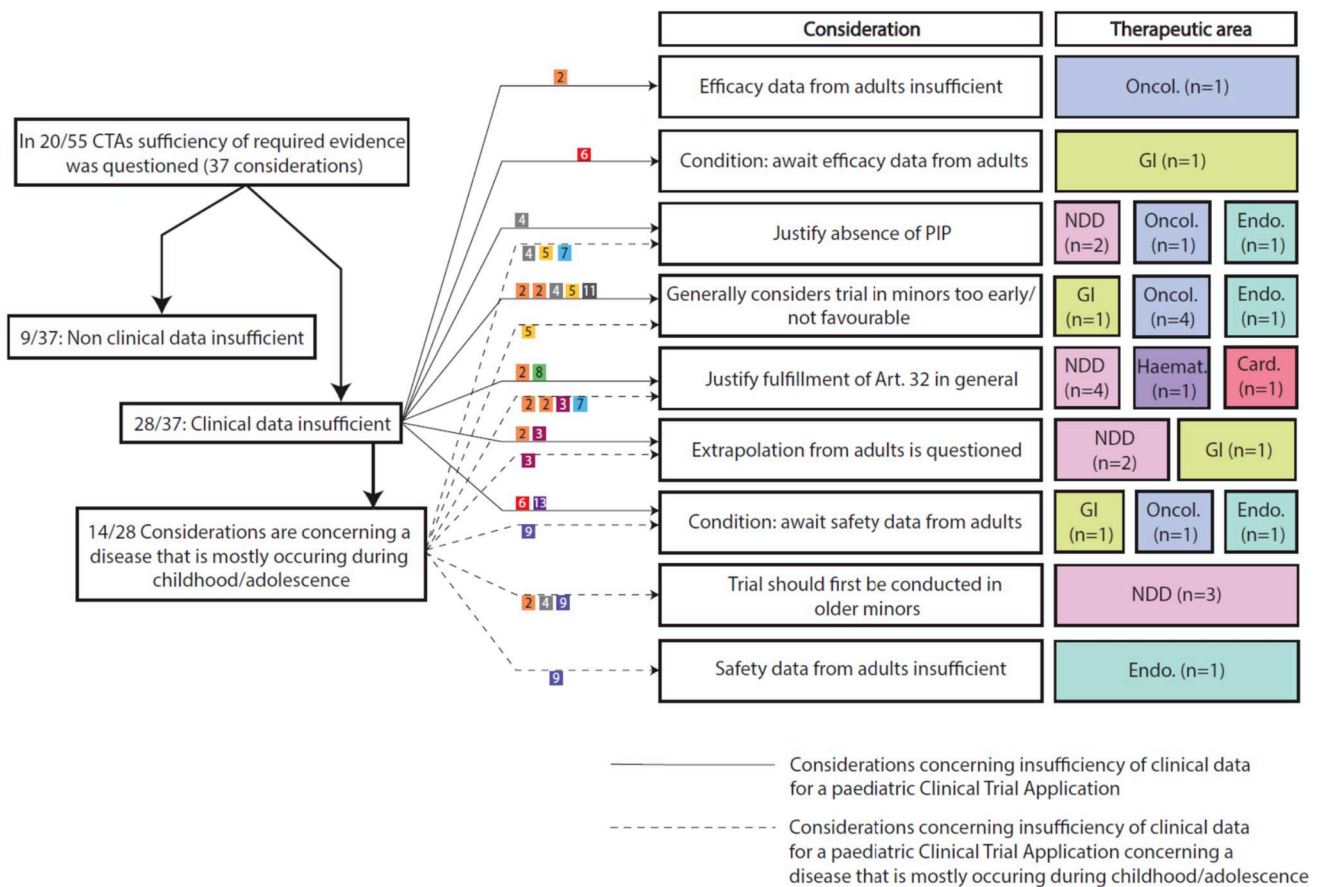 Consideration
Therapeutic area
In 20/55 CTAs sufficiency of required evidence
was questioned (37 considerations)
9/37: Non clinical data insufficient
28/37: Clinical data insufficient
14/28 Considerations are concerning a
disease that is mostly occuring during
childhood/adolescence
2
Efficacy data from adults insufficient
Oncol. (n=1)
6
Condition: await efficacy data from adults
GI (n=1)
4
4 5 7
Justify absence of PIP
NDD
(n=2)
Oncol.
(n=1)
Endo.
(n=1)
2 2 4 5 11
5
Generally considers trial in minors too early/
not favourable
GI
(n=1)
Oncol.
(n=4)
Endo.
(n=1)
2 8
2 2 3 7
Justify fulfillment of Art. 32 in general
NDD
(n=4)
Haemat.
(n=1)
Card.
(n=1)
2 3
3
Extrapolation from adults is questioned
NDD
(n=2)
GI (n=1)
6 13
9
Condition: await safety data from adults
GI
(n=1)
Oncol.
(n=1)
Endo.
(n=1)
2 4 9
Trial should first be conducted in
older minors
NDD (n=3)
9
Safety data from adults insufficient
Endo. (n=1)
Considerations concerning insufficiency of clinical data
for a paediatric Clinical Trial Application
Considerations concerning insufficiency of clinical data
for a paediatric Clinical Trial Application concerning a
disease that is mostly occuring during childhood/adolescence